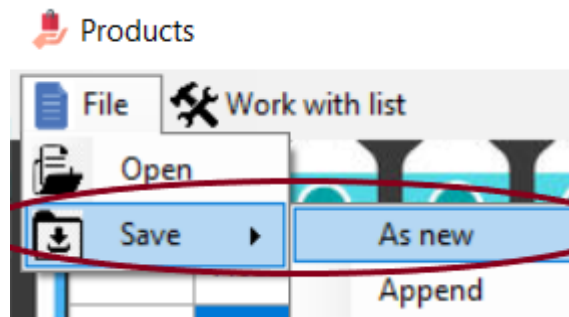 Products
File Work with list
Open
Save As new
Append